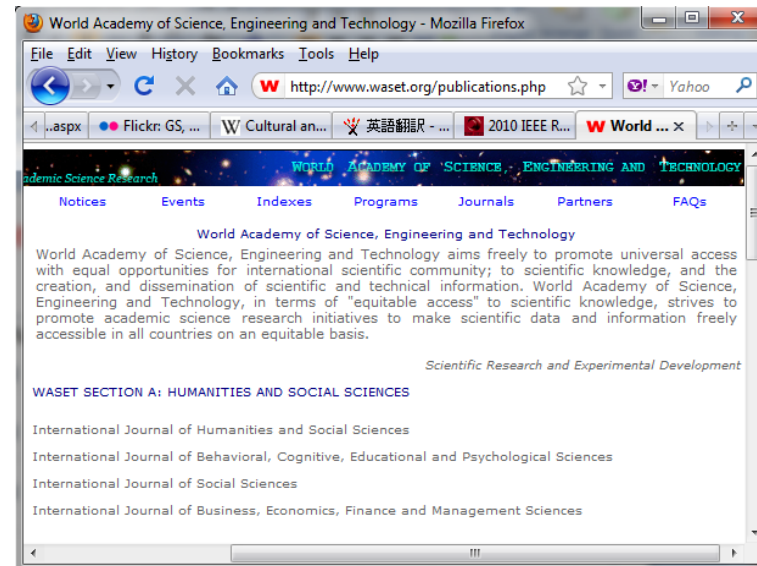 World Academy of Science, Engineering and Technology - Mozilla Firefox
File Edit View History Bookmarks Tools Help
W http://www.waset.org/publications.php Y! Yahoo
..aspx Flickr: GS, ... W Cultural an... 英語翻訳 - ... 2010 IEEE R... W World ... x
ademic Science Research WORLD ACADEMY OF SCIENCE, ENGINEERING AND TECHNOLOGY
Notices Events Indexes Programs Journals Partners FAQs
World Academy of Science, Engineering and Technology
World Academy of Science, Engineering and Technology aims freely to promote universal access
with equal opportunities for international scientific community; to scientific knowledge, and the
creation, and dissemination of scientific and technical information. World Academy of Science,
Engineering and Technology, in terms of "equitable access" to scientific knowledge, strives to
promote academic science research initiatives to make scientific data and information freely
accessible in all countries on an equitable basis.
Scientific Research and Experimental Development
WASET SECTION A: HUMANITIES AND SOCIAL SCIENCES
International Journal of Humanities and Social Sciences
International Journal of Behavioral, Cognitive, Educational and Psychological Sciences
International Journal of Social Sciences
International Journal of Business, Economics, Finance and Management Sciences